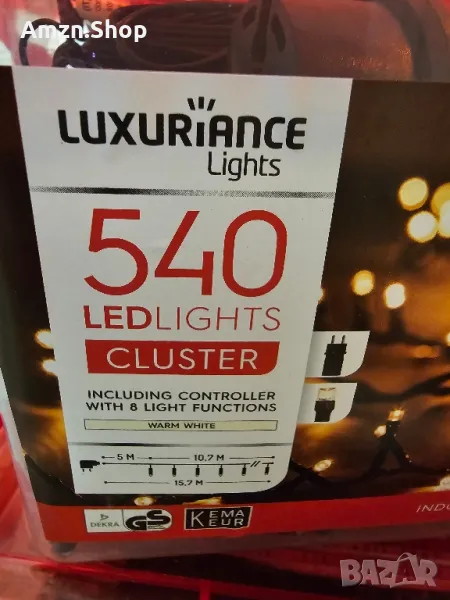 Amzn.Shop
LUXURIANCE
Lights
540
LEDLIGHTS
CLUSTER
INCLUDING CONTROLLER
WITH 8 LIGHT FUNCTIONS
WARM WHITE
5 M 10,7 M
15,7 M
DEKRA GS KEMA
KEUR
INDO
BAZAR